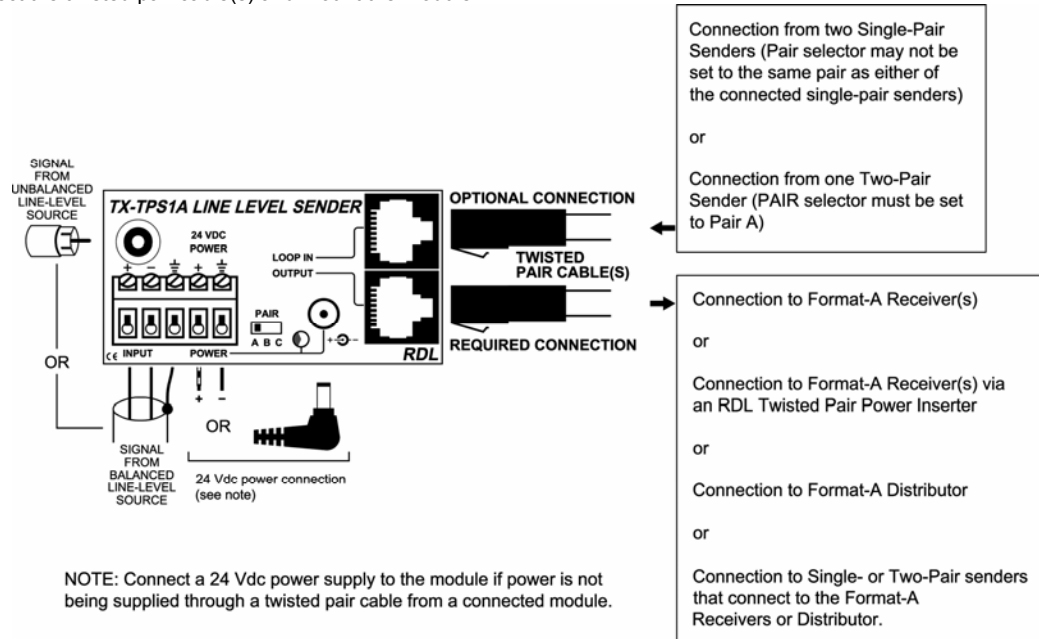 Connection from two Single-Pair
Senders (Pair selector may not be
set to the same pair as either of
the connected single-pair senders)
or
Connection from one Two-Pair
Sender (PAIR selector must be set
to Pair A)
SIGNAL
FROM
UNBALANCED
LINE-LEVEL
SOURCE
TX-TPS1A LINE LEVEL SENDER
24 VDC
POWER
+ − + 
LOOP IN
OUTPUT
PAIR
A B C
+ -
CE INPUT POWER
RDL
OPTIONAL CONNECTION
TWISTED
PAIR CABLE(S)
REQUIRED CONNECTION
OR
+ −
OR
SIGNAL
FROM
BALANCED
LINE-LEVEL
SOURCE
24 Vdc power connection
(see note)
Connection to Format-A Receiver(s)
or
Connection to Format-A Receiver(s) via
an RDL Twisted Pair Power Inserter
or
Connection to Format-A Distributor
or
Connection to Single- or Two-Pair senders
that connect to the Format-A
Receivers or Distributor.
NOTE: Connect a 24 Vdc power supply to the module if power is not
being supplied through a twisted pair cable from a connected module.